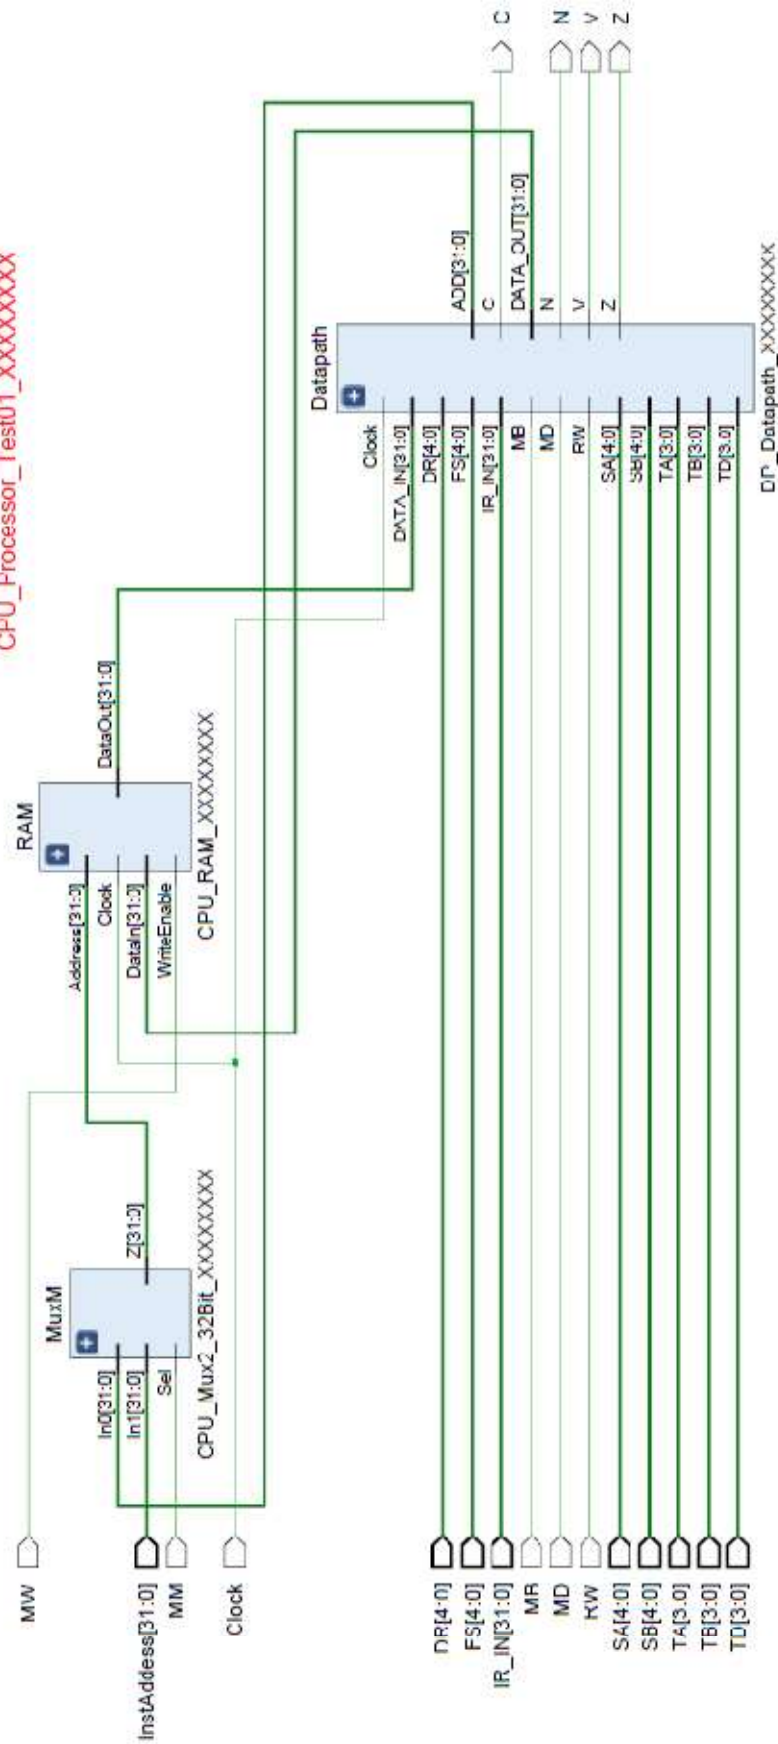 CPU_Processor_Test01_XXXXXXXX
MW
InstAddess[31:0]
MM
Clock
DR[4:0]
FS[4:0]
IR_IN[31:0]
MB
MD
RW
SA[4:0]
SB[4:0]
TA[3:0]
TB[3:0]
TD[3:0]
MuxM
In0[31:0]
In1[31:0]
Sel
Z[31:0]
CPU_Mux2_32Bit_XXXXXXXX
RAM
Address[31:0]
Clock
DataIn[31:0]
WriteEnable
DataOut[31:0]
CPU_RAM_XXXXXXXX
Datapath
Clock
DATA_IN[31:0]
DR[4:0]
FS[4:0]
IR_IN[31:0]
MB
MD
RW
SA[4:0]
SB[4:0]
TA[3:0]
TB[3:0]
TD[3:0]
ADD[31:0]
C
DATA_OUT[31:0]
N
V
Z
DP_Datapath_XXXXXXXX
C
N
V
Z